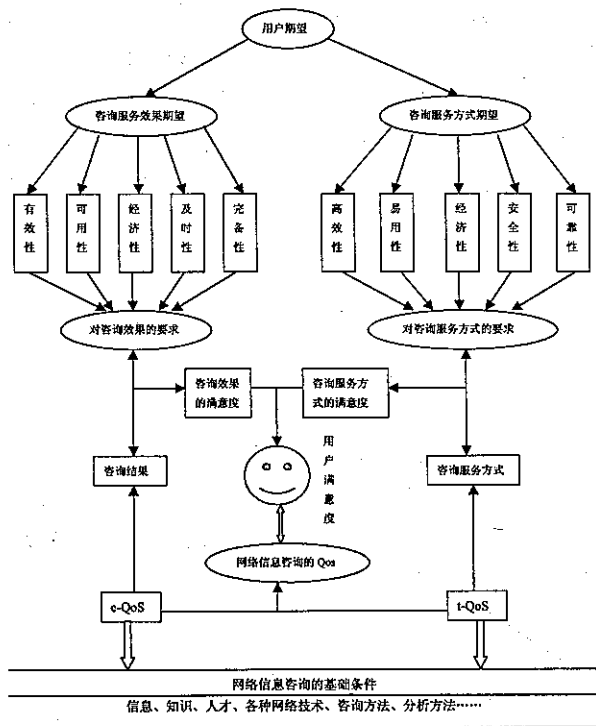 用户期望
咨询服务效果期望
咨询服务方式期望
有效性
可用性
经济性
及时性
完备性
高效性
易用性
经济性
安全性
可靠性
对咨询效果的要求
对咨询服务方式的要求
咨询效果
的满意度
咨询服务方
式的满意度
用户满意度
咨询结果
咨询服务方式
网络信息咨询的 Qos
c-QoS
t-QoS
网络信息咨询的基础条件
信息、知识、人才、各种网络技术、咨询方法、分析方法……